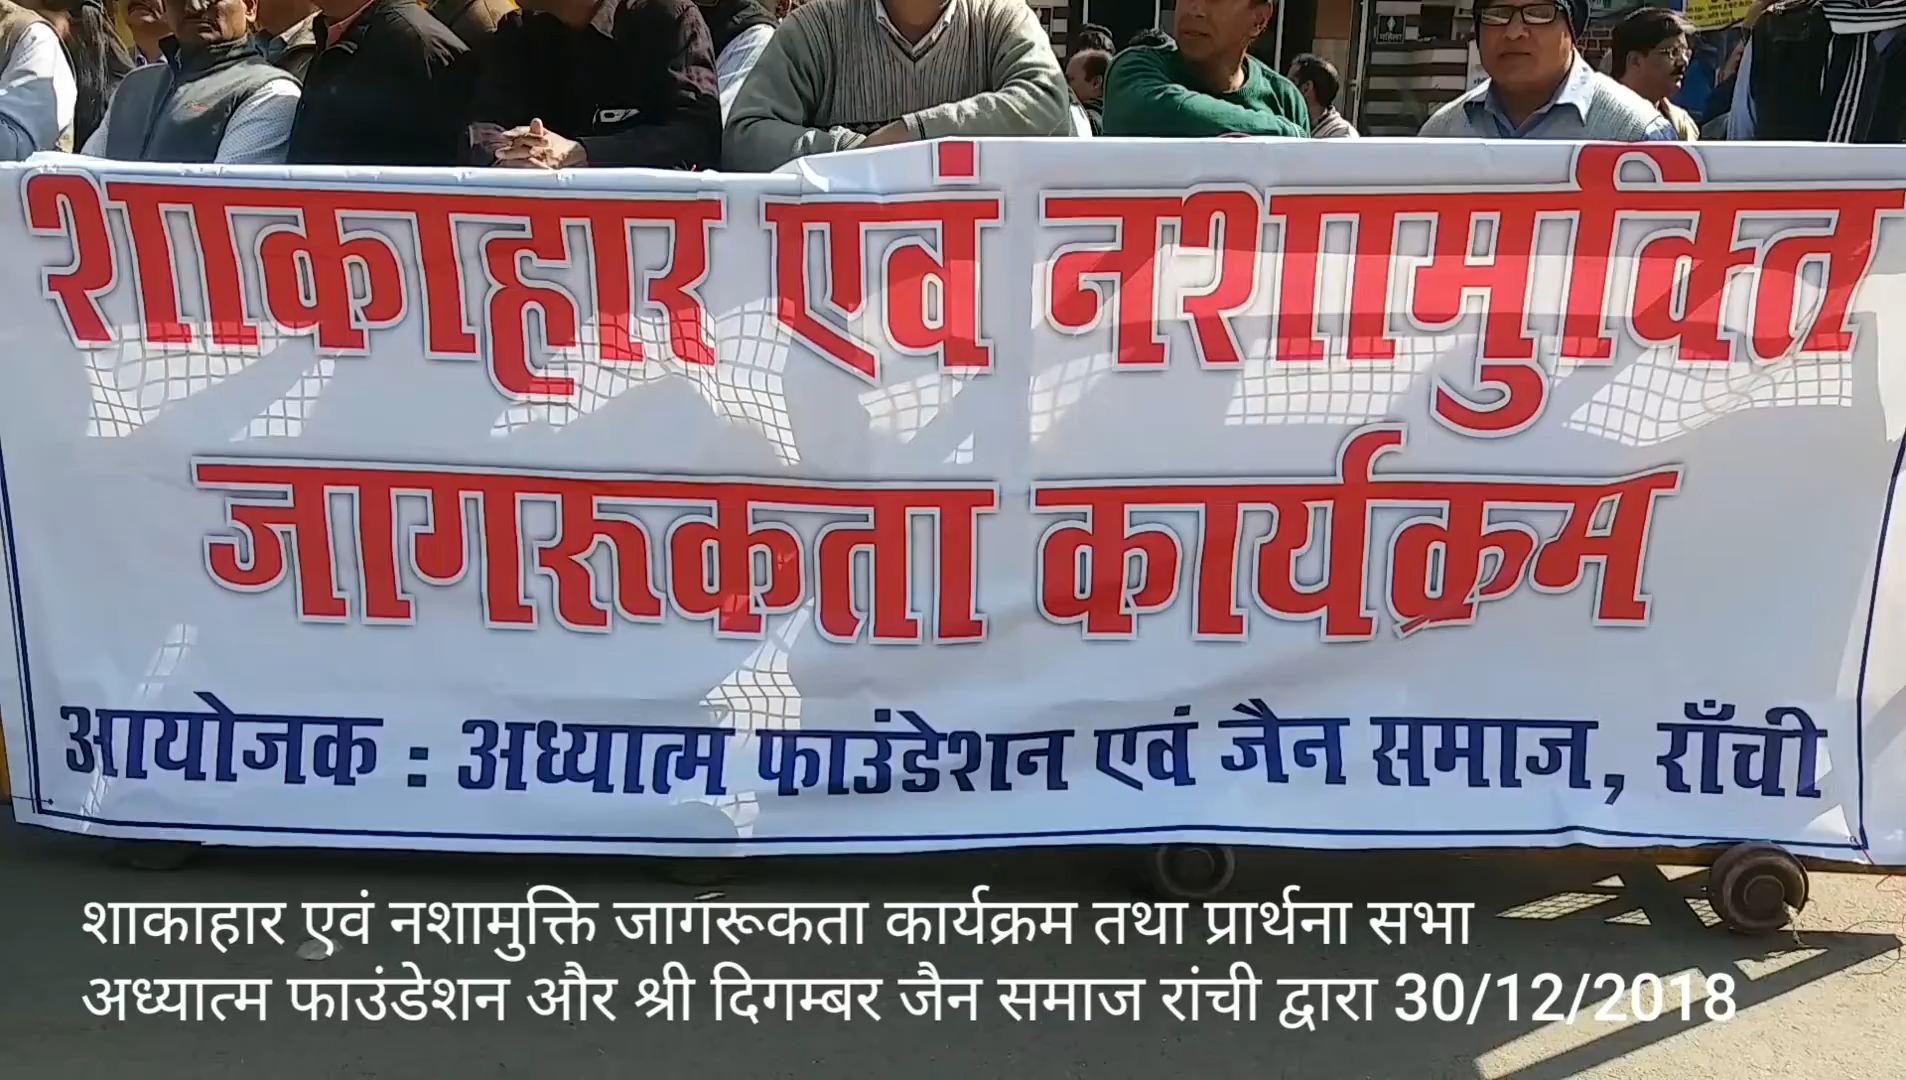 शाकाहार एवं नशामुक्ति
जागरूकता कार्यक्रम
आयोजक : अध्यात्म फाउंडेशन एवं जैन समाज, राँची
शाकाहार एवं नशामुक्ति जागरूकता कार्यक्रम तथा प्रार्थना सभा
अध्यात्म फाउंडेशन और श्री दिगम्बर जैन समाज रांची द्वारा 30/12/2018